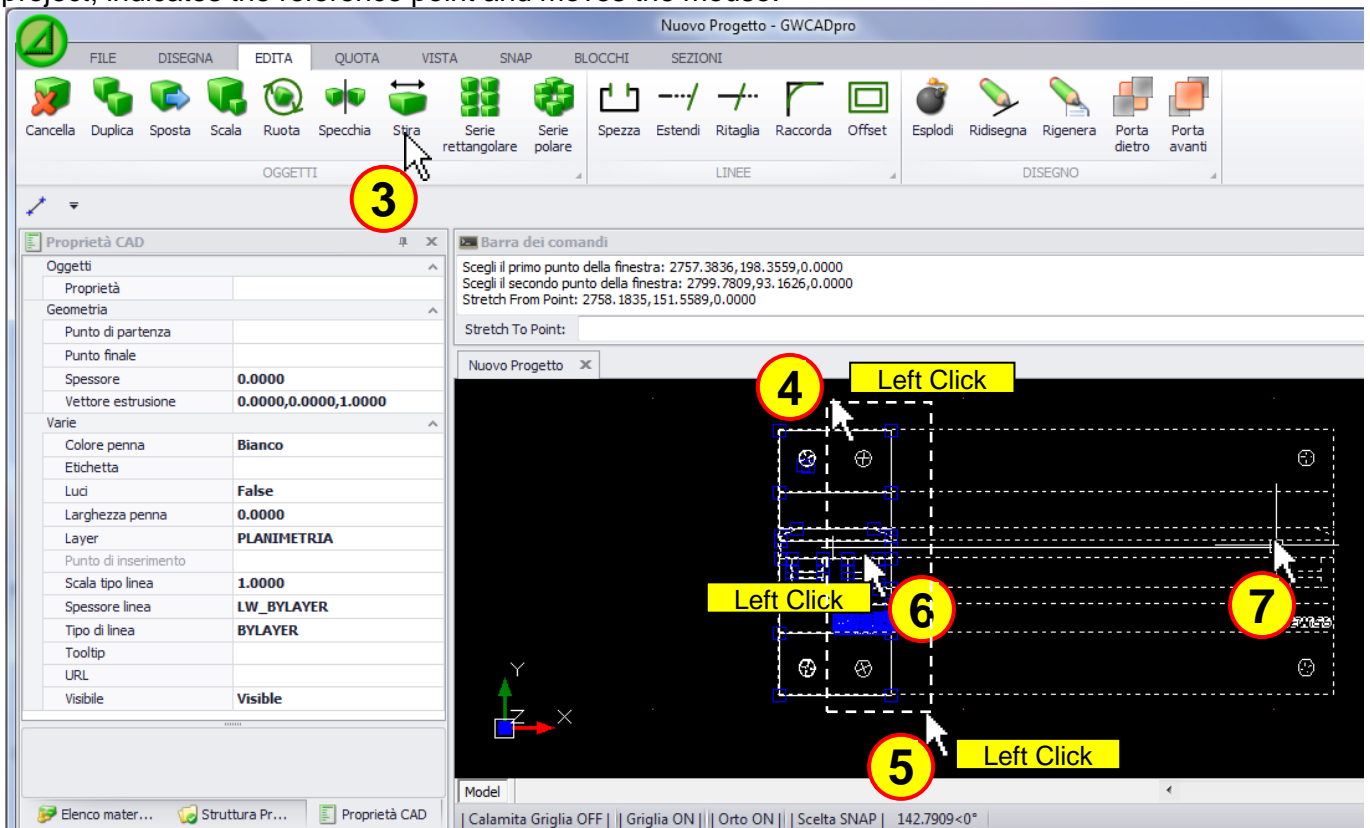 project, indicates the reference point and moves the mouse.
Nuovo Progetto - GWCADpro
FILE DISEGNA EDITA QUOTA VISTA SNAP BLOCCHI SEZIONI
Cancella Duplica Sposta Scala Ruota Specchia Stira Serie rettangolare Serie polare Spezza Estendi Ritaglia Raccorda Offset Esplodi Ridisegna Rigenera Porta dietro Porta avanti
OGGETTI LINEE DISEGNO
3
Proprietà CAD
Oggetti
Proprietà
Geometria
Punto di partenza
Punto finale
Spessore 0.0000
Vettore estrusione 0.0000,0.0000,1.0000
Varie
Colore penna Bianco
Etichetta
Luci False
Larghezza penna 0.0000
Layer PLANIMETRIA
Punto di inserimento
Scala tipo linea 1.0000
Spessore linea LW_BYLAYER
Tipo di linea BYLAYER
Tooltip
URL
Visibile Visible
Elenco mater... Struttura Pr... Proprietà CAD
Barra dei comandi
Scegli il primo punto della finestra: 2757.3836,198.3559,0.0000
Scegli il secondo punto della finestra: 2799.7809,93.1626,0.0000
Stretch From Point: 2758.1835,151.5589,0.0000
Stretch To Point:
Nuovo Progetto
4 Left Click
Left Click 6
7
5 Left Click
Y
Z X
Model
| Calamita Griglia OFF | || Griglia ON | || Orto ON | || Scelta SNAP | 142.7909<0°